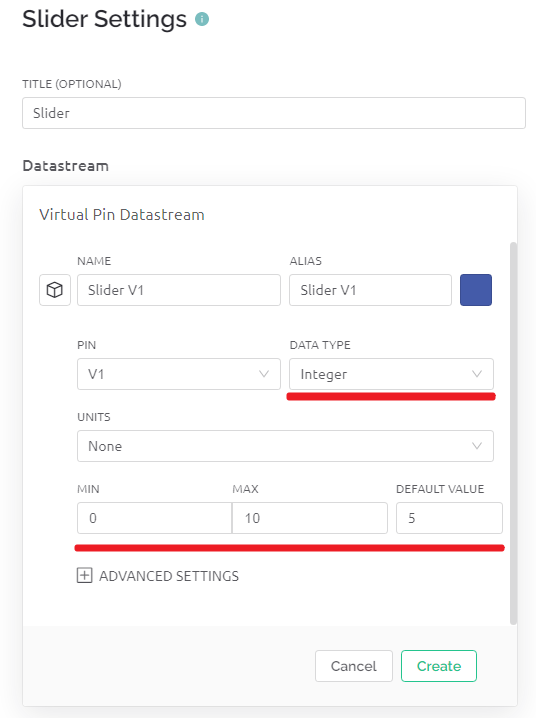 Slider Settings
TITLE (OPTIONAL)
Slider
Datastream
Virtual Pin Datastream
NAME ALIAS
Slider V1 Slider V1
PIN DATA TYPE
V1 Integer
UNITS
None
MIN MAX DEFAULT VALUE
0 10 5
ADVANCED SETTINGS
Cancel Create